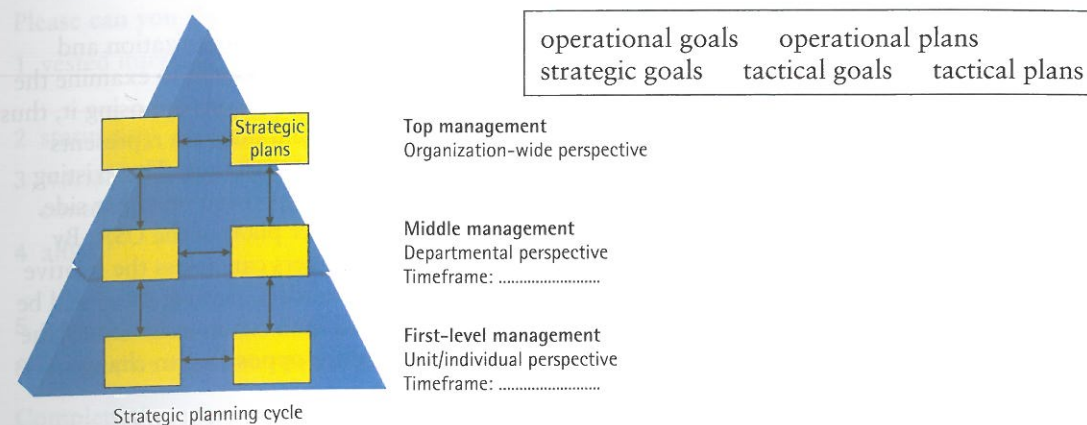 operational goals operational plans
strategic goals tactical goals tactical plans
Strategic
plans
Top management
Organization-wide perspective
Middle management
Departmental perspective
Timeframe: ..........................
First-level management
Unit/individual perspective
Timeframe: ..........................
Strategic planning cycle